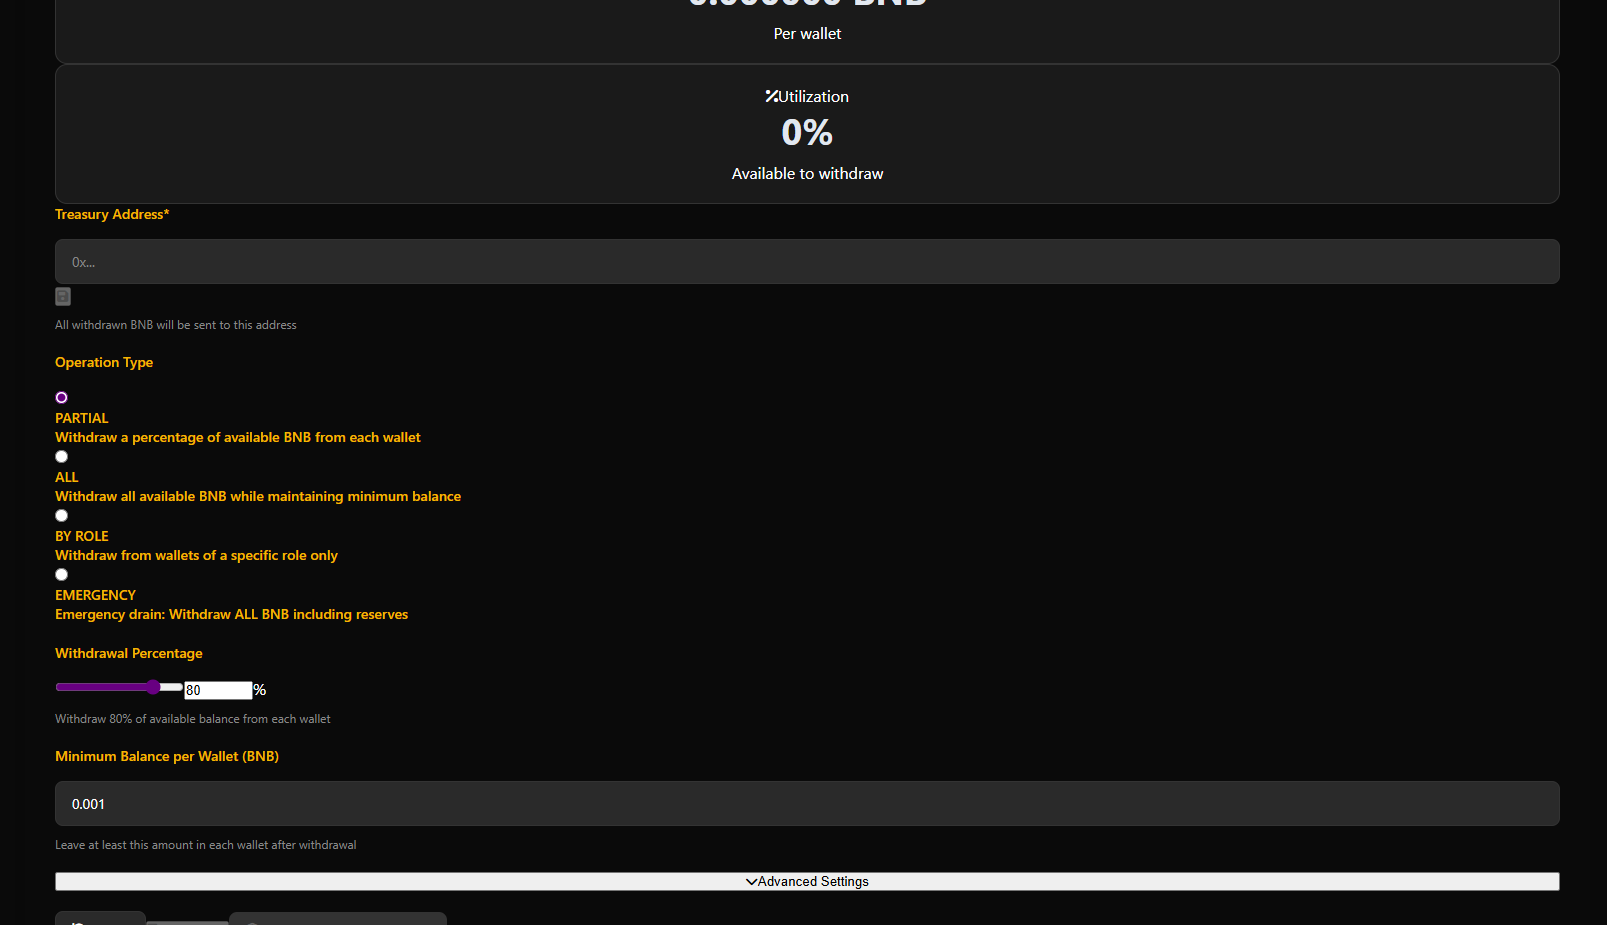 0.000000 BNB
Per wallet
Utilization
0%
Available to withdraw
Treasury Address*
0x...
All withdrawn BNB will be sent to this address
Operation Type
PARTIAL
Withdraw a percentage of available BNB from each wallet
ALL
Withdraw all available BNB while maintaining minimum balance
BY ROLE
Withdraw from wallets of a specific role only
EMERGENCY
Emergency drain: Withdraw ALL BNB including reserves
Withdrawal Percentage
80 %
Withdraw 80% of available balance from each wallet
Minimum Balance per Wallet (BNB)
0.001
Leave at least this amount in each wallet after withdrawal
Advanced Settings